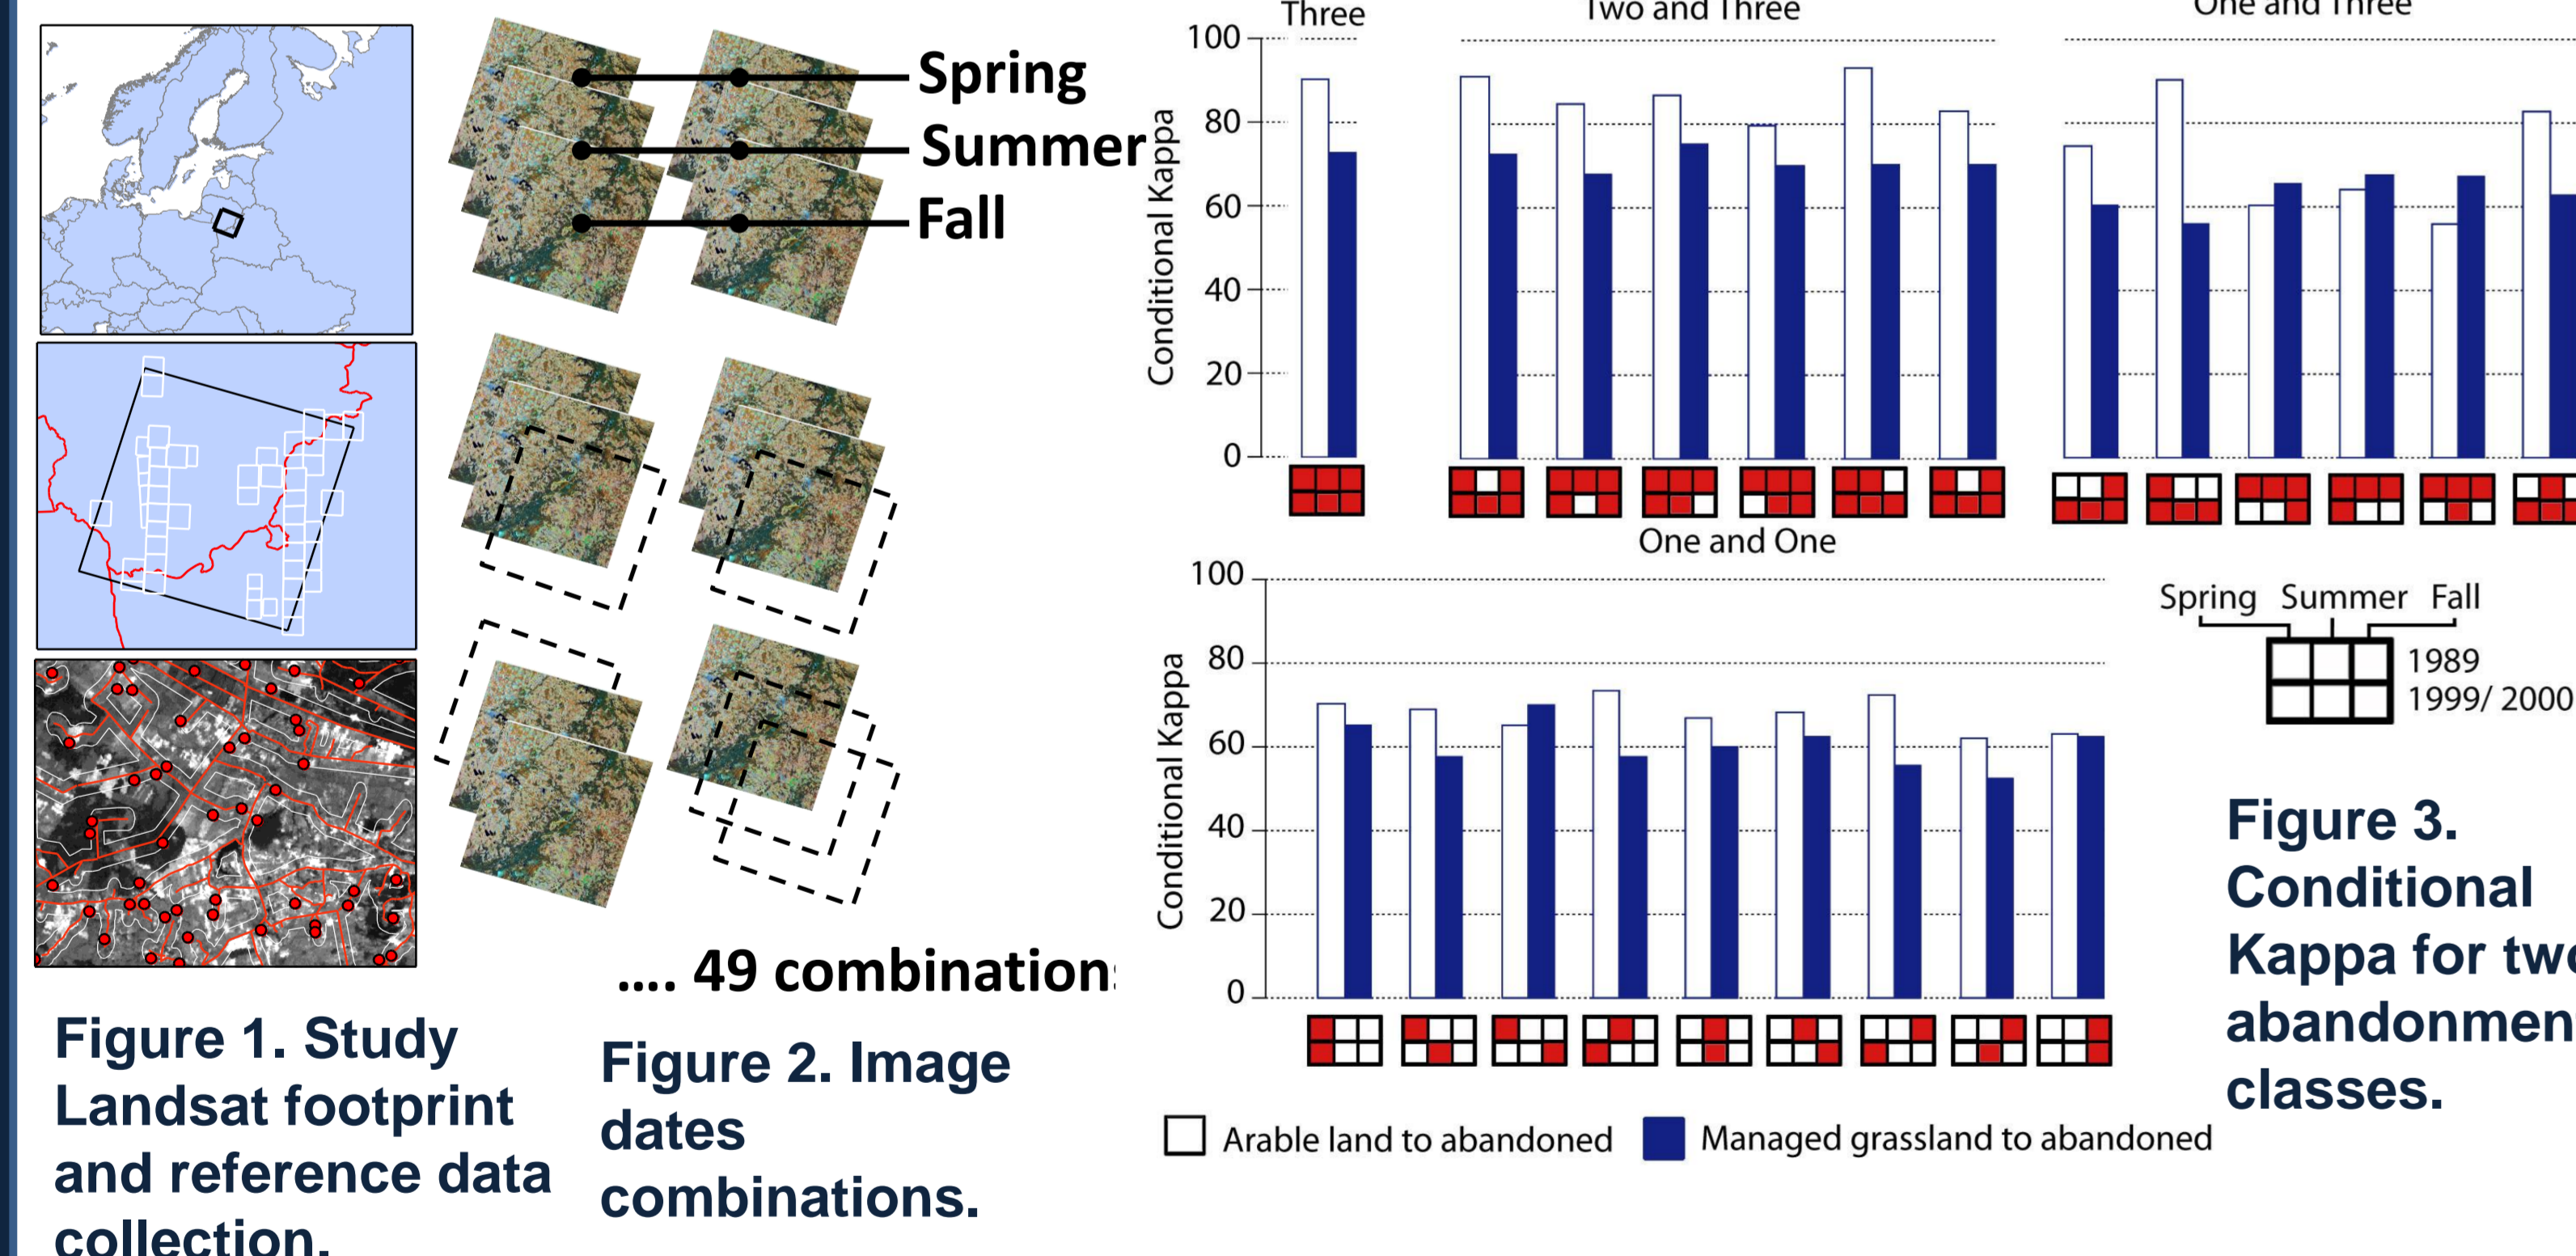 Spring
Summer
Fall
.... 49 combination
Figure 1. Study
Landsat footprint
and reference data
collection.
Figure 2. Image
dates
combinations.
Three
Two and Three
One and Three
Conditional Kappa
100
80
60
40
20
0
One and One
Conditional Kappa
100
80
60
40
20
0
Spring Summer Fall
1989
1999/ 2000
Arable land to abandoned
Managed grassland to abandoned
Figure 3.
Conditional
Kappa for
abandonmen
classes.